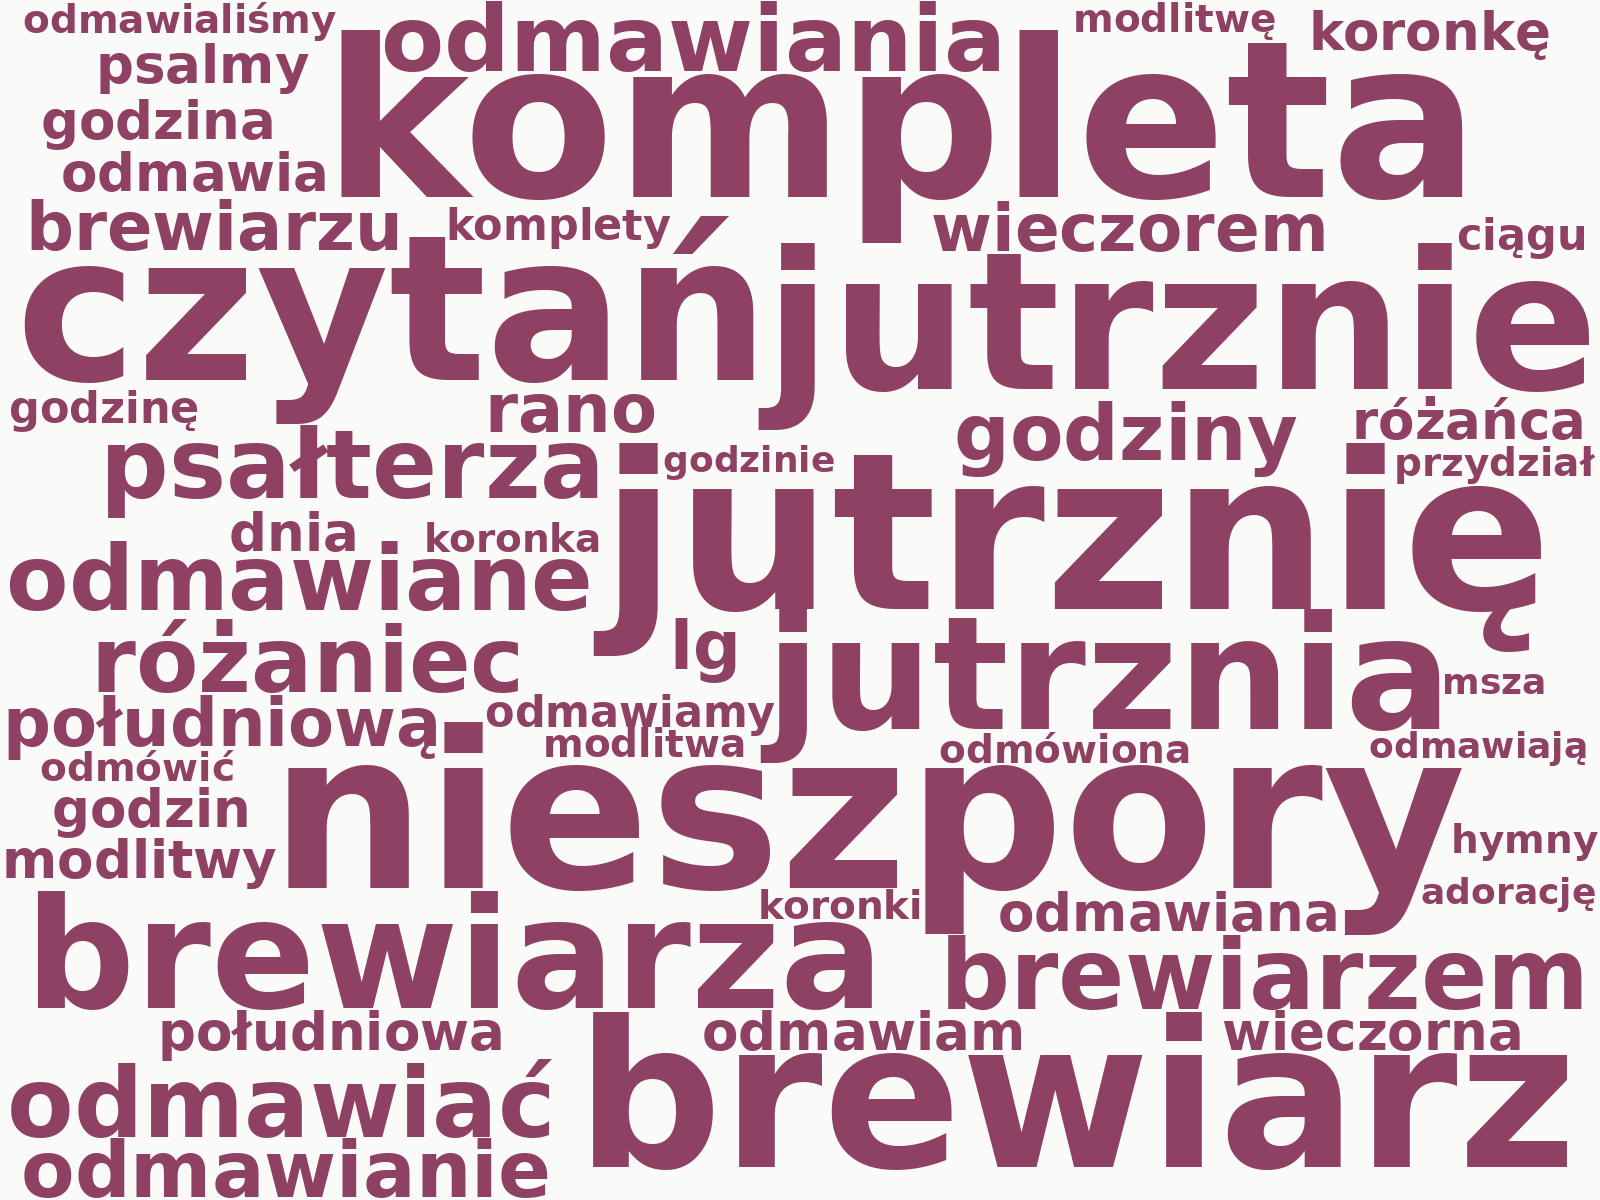 odmawialiśmy odmawiania modlitwę koronkę
psalmy
kompleta
godzina
odmawia
brewiarzu komplety wieczorem ciągu
czytań jutrznie
godzinę rano godziny różańca
psałterza godzinie przydział
jutrznię
dnia koronka
odmawiane
różaniec lg jutrznia msza
południową odmawiamy
modlitwa odmówiona odmawiają
odmówić
nieszpory
godzin
modlitwy hymny
adorację
brewiarza koronki odmawiana
brewiarzem
południowa odmawiam wieczorna
odmawiać brewiarz
odmawianie